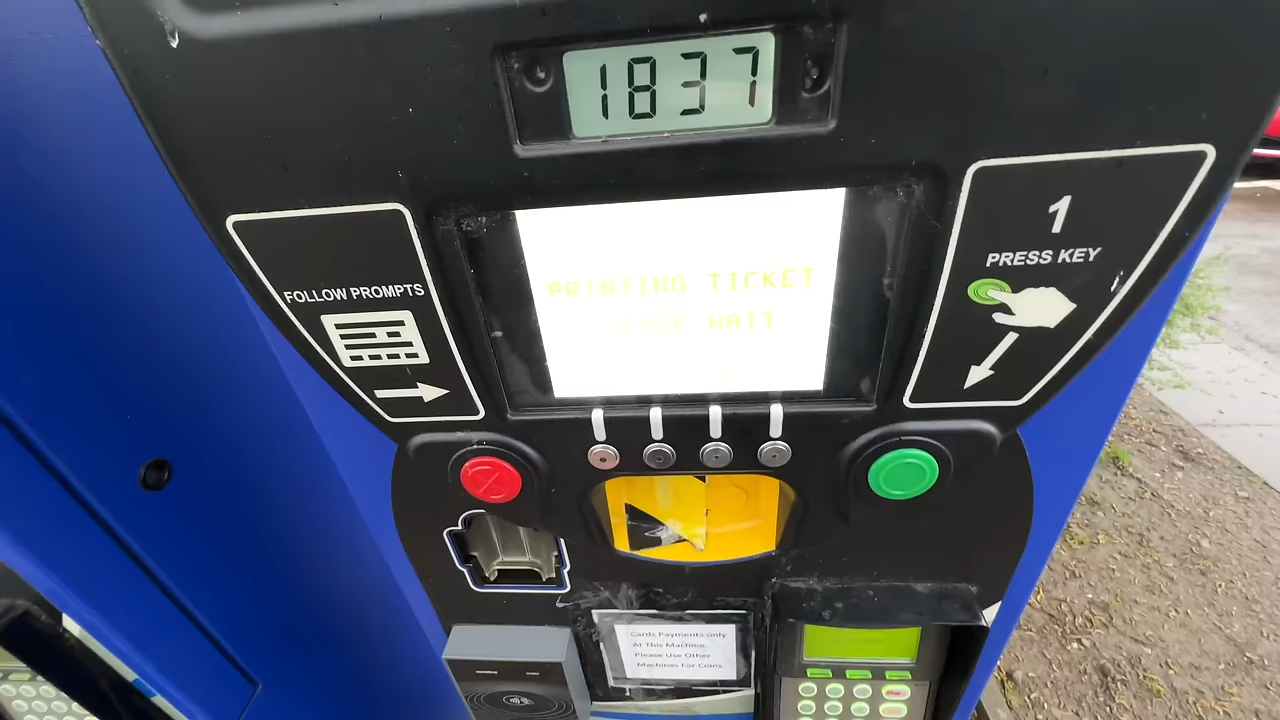 1837
PRINTING TICKET
WAIT
FOLLOW PROMPTS
1
PRESS KEY
Cards Payments only
At This Machine.
Please Use Other
Machines For Coins.